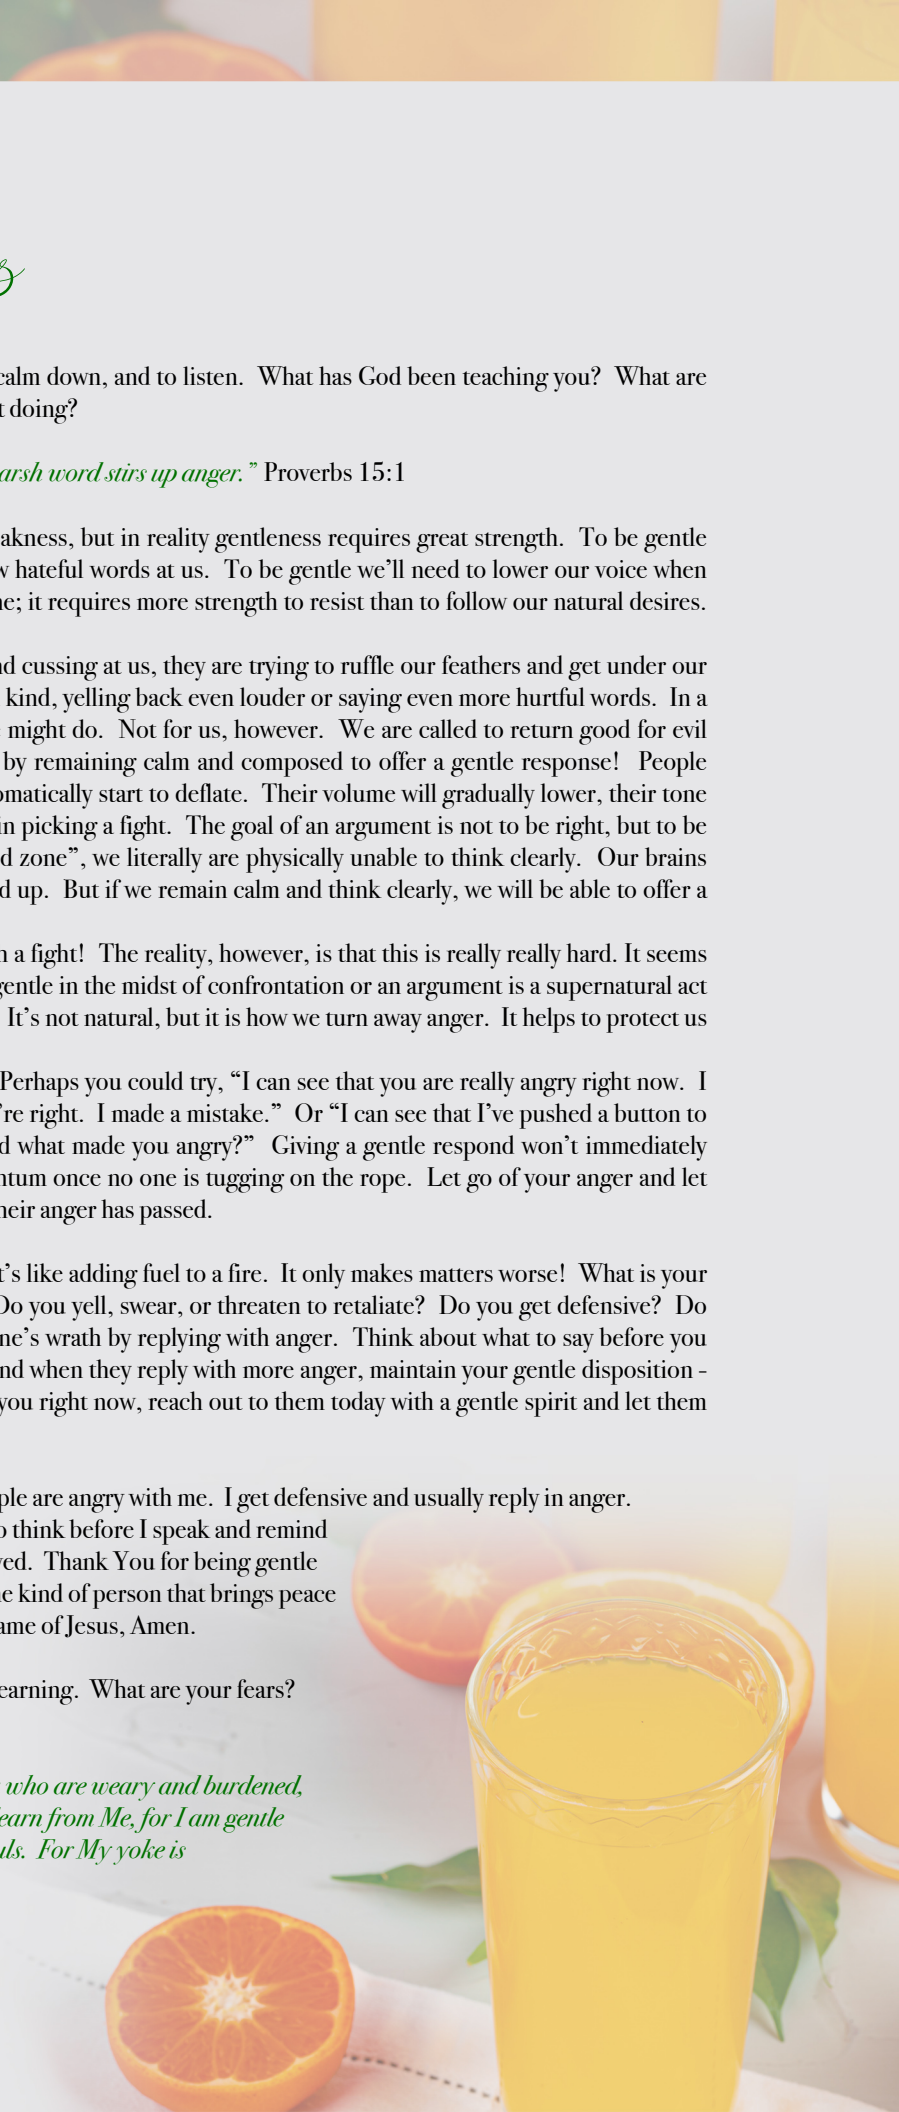 s
calm down, and to listen. What has God been teaching you? What are
t doing?
arsh word stirs up anger.” Proverbs 15:1
akness, but in reality gentleness requires great strength. To be gentle
w hateful words at us. To be gentle we’ll need to lower our voice when
ne; it requires more strength to resist than to follow our natural desires.
nd cussing at us, they are trying to ruffle our feathers and get under our
kind, yelling back even louder or saying even more hurtful words. In a
might do. Not for us, however. We are called to return good for evil
by remaining calm and composed to offer a gentle response! People
omatically start to deflate. Their volume will gradually lower, their tone
in picking a fight. The goal of an argument is not to be right, but to be
d zone”, we literally are physically unable to think clearly. Our brains
d up. But if we remain calm and think clearly, we will be able to offer a
n a fight! The reality, however, is that this is really really hard. It seems
gentle in the midst of confrontation or an argument is a supernatural act
It’s not natural, but it is how we turn away anger. It helps to protect us
Perhaps you could try, “I can see that you are really angry right now. I
’re right. I made a mistake.” Or “I can see that I’ve pushed a button to
d what made you angry?” Giving a gentle respond won’t immediately
ntum once no one is tugging on the rope. Let go of your anger and let
heir anger has passed.
t’s like adding fuel to a fire. It only makes matters worse! What is your
Do you yell, swear, or threaten to retaliate? Do you get defensive? Do
ne’s wrath by replying with anger. Think about what to say before you
nd when they reply with more anger, maintain your gentle disposition -
you right now, reach out to them today with a gentle spirit and let them
ple are angry with me. I get defensive and usually reply in anger.
o think before I speak and remind
ved. Thank You for being gentle
he kind of person that brings peace
ame of Jesus, Amen.
earning. What are your fears?
who are weary and burdened,
learn from Me, for I am gentle
uls. For My yoke is